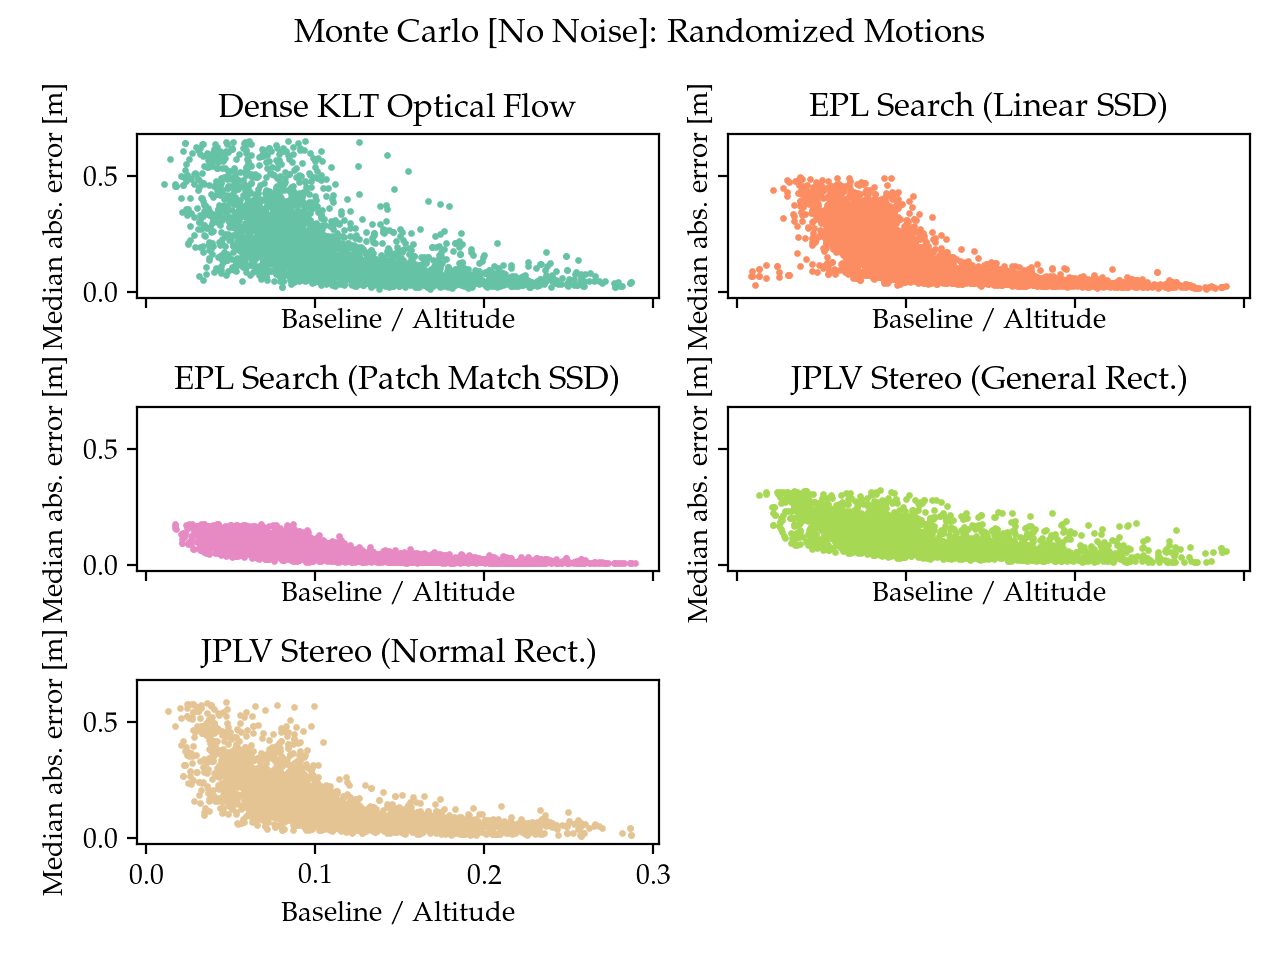 Monte Carlo [No Noise]: Randomized Motions
Dense KLT Optical Flow
Median abs. error [m]
0.5
0.0
Baseline / Altitude
EPL Search (Linear SSD)
Median abs. error [m]
Baseline / Altitude
EPL Search (Patch Match SSD)
Median abs. error [m]
0.5
0.0
Baseline / Altitude
JPLV Stereo (General Rect.)
Median abs. error [m]
Baseline / Altitude
JPLV Stereo (Normal Rect.)
Median abs. error [m]
0.5
0.0
0.0 0.1 0.2 0.3
Baseline / Altitude